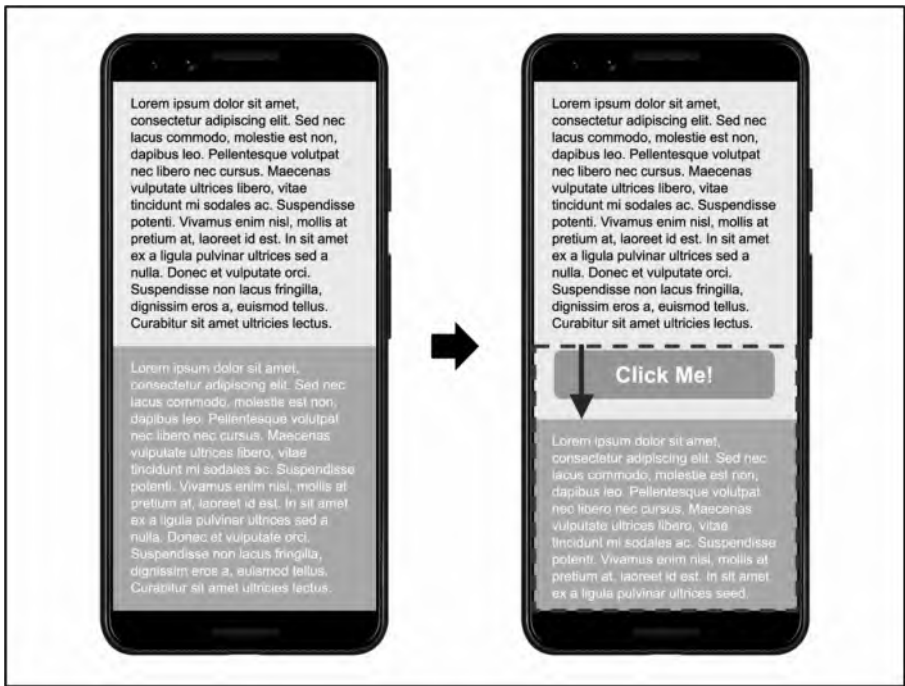 Lorem ipsum dolor sit amet,
consectetur adipiscing elit. Sed nec
lacus commodo, molestie est non,
dapibus leo. Pellentesque volutpat
nec libero nec cursus. Maecenas
vulputate ultrices libero, vitae
tincidunt mi sodales ac. Suspendisse
potenti. Vivamus enim nisl, mollis at
pretium at, laoreet id est. In sit amet
ex a ligula pulvinar ultrices sed a
nulla. Donec et vulputate orci.
Suspendisse non lacus fringilla,
dignissim eros a, euismod tellus.
Curabitur sit amet ultricies lectus.
Lorem ipsum dolor sit amet,
consectetur adipiscing elit. Sed nec
lacus commodo, molestie est non,
dapibus leo. Pellentesque volutpat
nec libero nec cursus. Maecenas
vulputate ultrices libero, vitae
tincidunt mi sodales ac. Suspendisse
potenti. Vivamus enim nisl, mollis at
pretium at, laoreet id est. In sit amet
ex a ligula pulvinar ultrices sed a
nulla. Donec et vulputate orci.
Suspendisse non lacus fringilla,
dignissim eros a, euismod tellus.
Curabitur sit amet ultricies lectus.
Lorem ipsum dolor sit amet,
consectetur adipiscing elit. Sed nec
lacus commodo, molestie est non,
dapibus leo. Pellentesque volutpat
nec libero nec cursus. Maecenas
vulputate ultrices libero, vitae
tincidunt mi sodales ac. Suspendisse
potenti. Vivamus enim nisl, mollis at
pretium at, laoreet id est. In sit amet
ex a ligula pulvinar ultrices sed a
nulla. Donec et vulputate orci.
Suspendisse non lacus fringilla,
dignissim eros a, euismod tellus.
Curabitur sit amet ultricies lectus.
Click Me!
Lorem ipsum dolor sit amet,
consectetur adipiscing elit. Sed nec
lacus commodo, molestie est non,
dapibus leo. Pellentesque volutpat
nec libero nec cursus. Maecenas
vulputate ultrices libero, vitae
tincidunt mi sodales ac. Suspendisse
potenti. Vivamus enim nisl, mollis at
pretium at, laoreet id est. In sit amet
ex a ligula pulvinar ultrices seed.